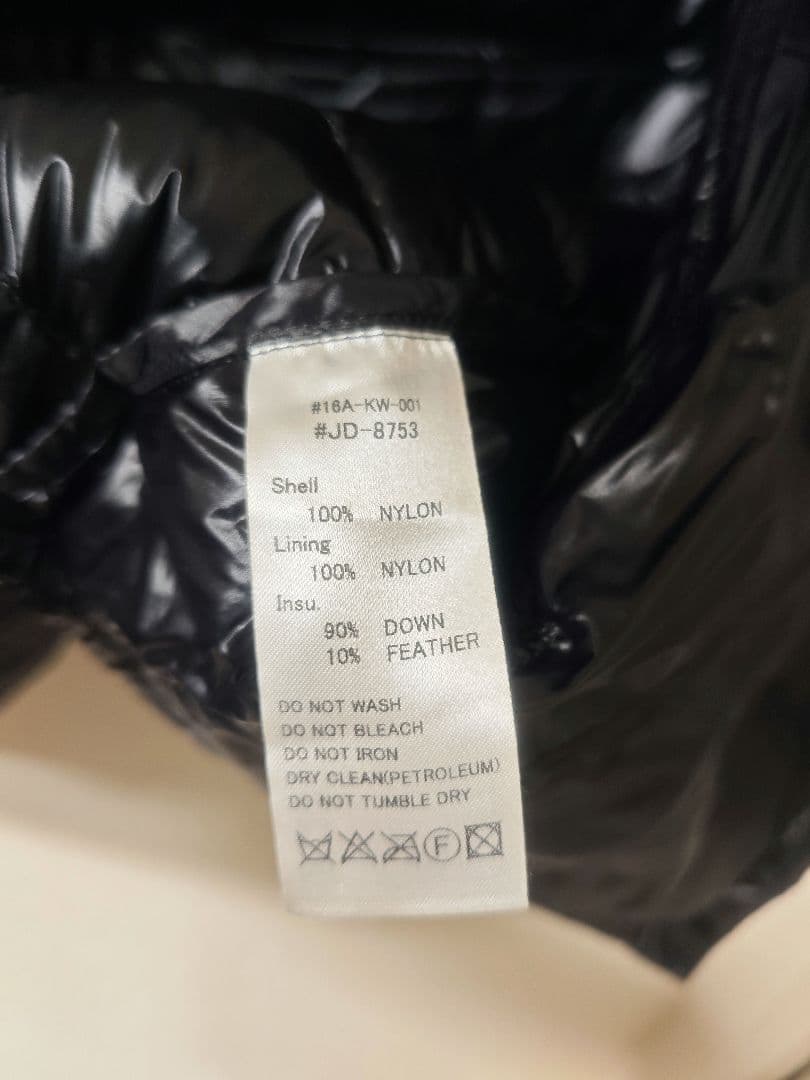 #16A-KW-001
#JD-8753
Shell
100% NYLON
Lining
100% NYLON
Insu.
90% DOWN
10% FEATHER
DO NOT WASH
DO NOT BLEACH
DO NOT IRON
DRY CLEAN(PETROLEUM)
DO NOT TUMBLE DRY
F